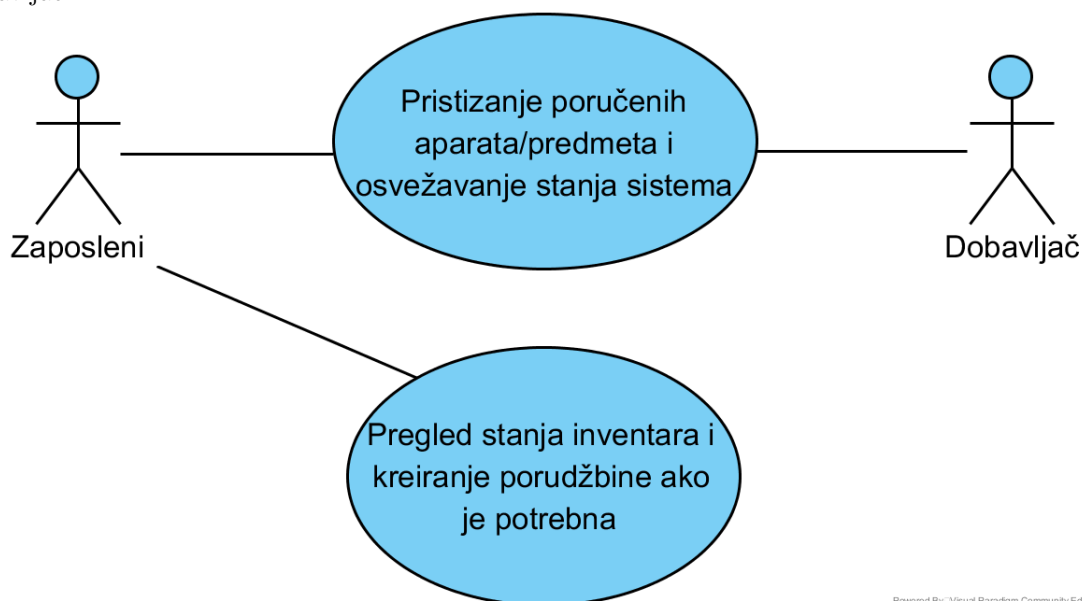 Pristizanje poručenih
aparata/predmeta i
osvežavanje stanja sistema
Zaposleni
Dobavljač
Pregled stanja inventara i
kreiranje porudžbine ako
je potrebna